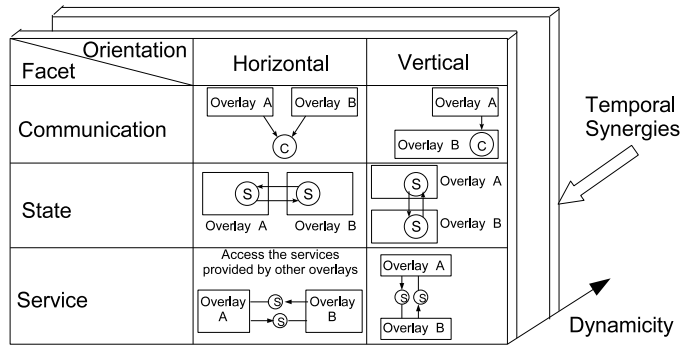 Orientation
Facet
Horizontal
Vertical
Communication
Overlay A
Overlay B
C
Overlay A
Overlay B
C
State
S
S
Overlay A
Overlay B
S
Overlay A
S
Overlay B
Service
Access the services
provided by other overlays
Overlay
A
S
S
Overlay
B
Overlay A
S
S
Overlay B
Temporal
Synergies
Dynamicity